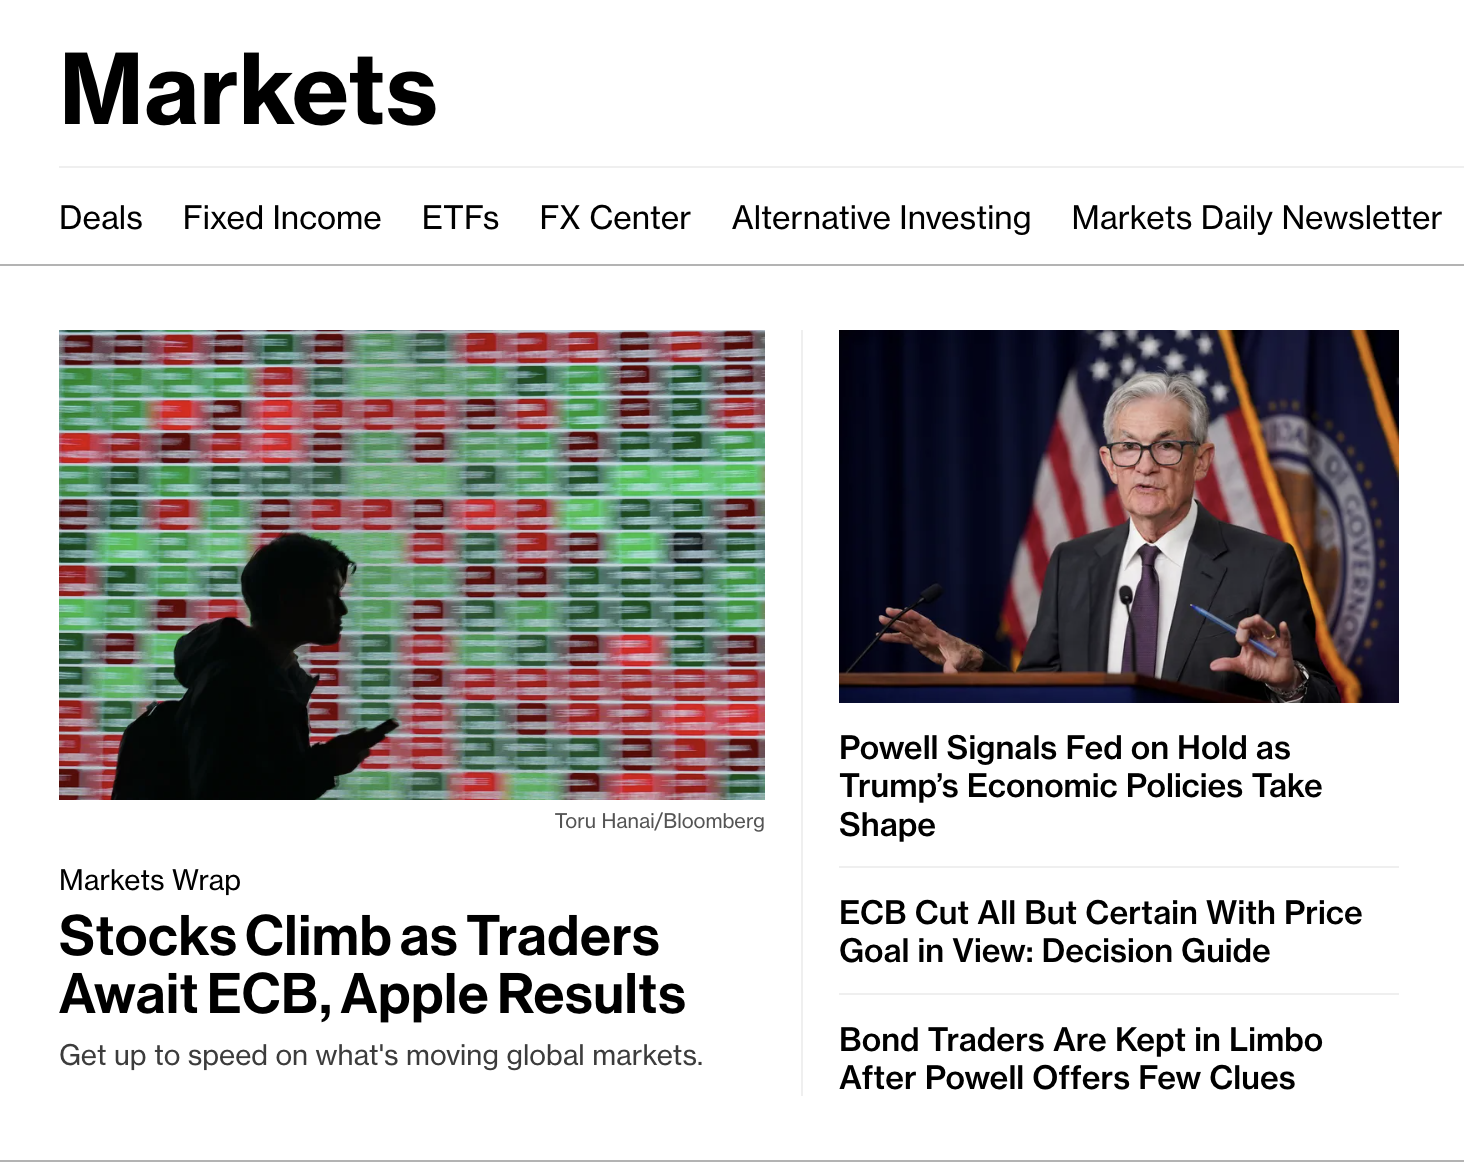 Markets
Deals Fixed Income ETFs FX Center Alternative Investing Markets Daily Newsletter
Toru Hanai/Bloomberg
Markets Wrap
Stocks Climb as Traders
Await ECB, Apple Results
Get up to speed on what's moving global markets.
Powell Signals Fed on Hold as
Trump’s Economic Policies Take
Shape
ECB Cut All But Certain With Price
Goal in View: Decision Guide
Bond Traders Are Kept in Limbo
After Powell Offers Few Clues